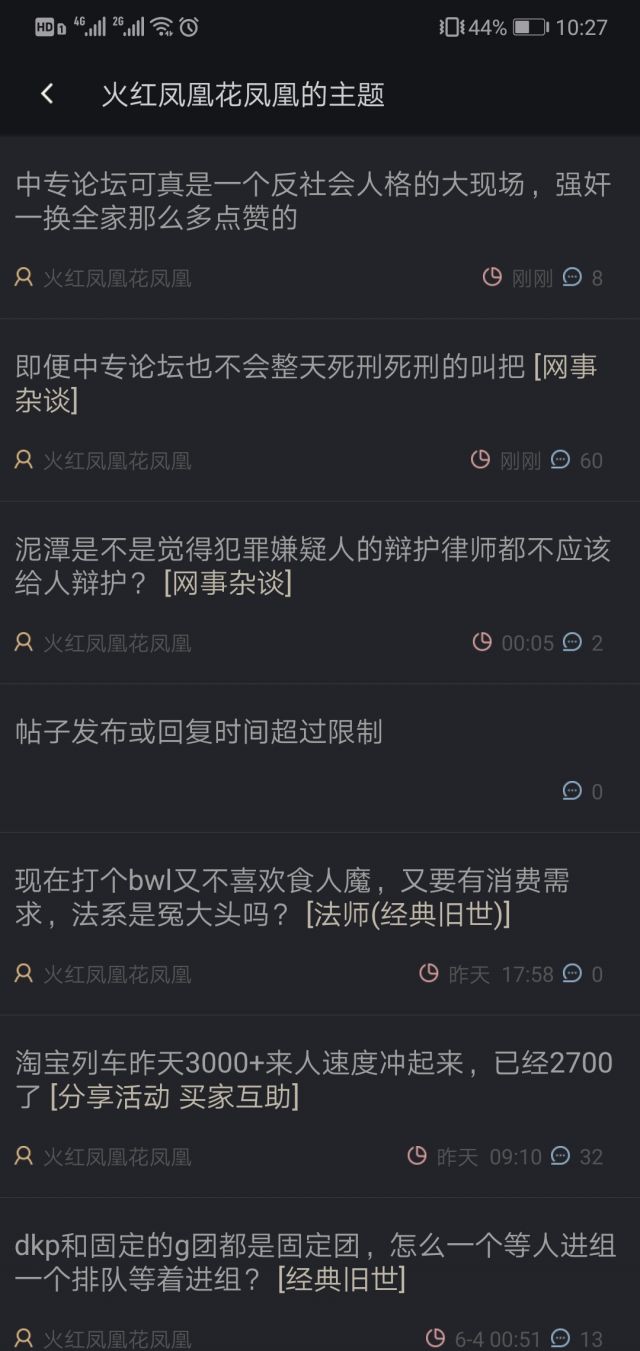 HD 1 4G 2G 44% 10:27
火红凤凰花凤凰的主题
中专论坛可真是一个反社会人格的大现场，强奸
一换全家那么多点赞的
火红凤凰花凤凰 刚刚 8
即便中专论坛也不会整天死刑死刑的叫把 [网事
杂谈]
火红凤凰花凤凰 刚刚 60
泥潭是不是觉得犯罪嫌疑人的辩护律师都不应该
给人辩护？ [网事杂谈]
火红凤凰花凤凰 00:05 2
帖子发布或回复时间超过限制
0
现在打个bwl又不喜欢食人魔，又要有消费需
求，法系是冤大头吗？ [法师(经典旧世)]
火红凤凰花凤凰 昨天 17:58 0
淘宝列车昨天3000+来人速度冲起来，已经2700
了 [分享活动 买家互助]
火红凤凰花凤凰 昨天 09:10 32
dkp和固定的g团都是固定团，怎么一个等人进组
一个排队等着进组？ [经典旧世]
火红凤凰花凤凰 6-4 00:51 13